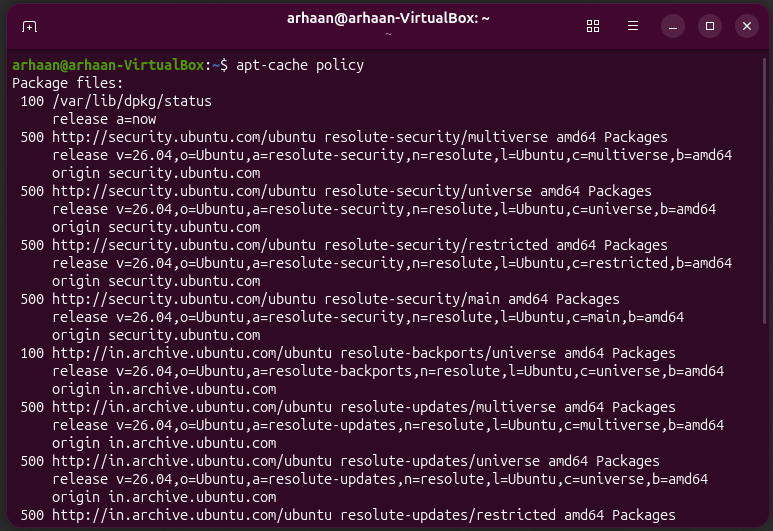 arhaan@arhaan-VirtualBox: ~
~
arhaan@arhaan-VirtualBox:~$ apt-cache policy
Package files:
 100 /var/lib/dpkg/status
     release a=now
 500 http://security.ubuntu.com/ubuntu resolute-security/multiverse amd64 Packages
     release v=26.04,o=Ubuntu,a=resolute-security,n=resolute,l=Ubuntu,c=multiverse,b=amd64
     origin security.ubuntu.com
 500 http://security.ubuntu.com/ubuntu resolute-security/universe amd64 Packages
     release v=26.04,o=Ubuntu,a=resolute-security,n=resolute,l=Ubuntu,c=universe,b=amd64
     origin security.ubuntu.com
 500 http://security.ubuntu.com/ubuntu resolute-security/restricted amd64 Packages
     release v=26.04,o=Ubuntu,a=resolute-security,n=resolute,l=Ubuntu,c=restricted,b=amd64
     origin security.ubuntu.com
 500 http://security.ubuntu.com/ubuntu resolute-security/main amd64 Packages
     release v=26.04,o=Ubuntu,a=resolute-security,n=resolute,l=Ubuntu,c=main,b=amd64
     origin security.ubuntu.com
 100 http://in.archive.ubuntu.com/ubuntu resolute-backports/universe amd64 Packages
     release v=26.04,o=Ubuntu,a=resolute-backports,n=resolute,l=Ubuntu,c=universe,b=amd64
     origin in.archive.ubuntu.com
 500 http://in.archive.ubuntu.com/ubuntu resolute-updates/multiverse amd64 Packages
     release v=26.04,o=Ubuntu,a=resolute-updates,n=resolute,l=Ubuntu,c=multiverse,b=amd64
     origin in.archive.ubuntu.com
 500 http://in.archive.ubuntu.com/ubuntu resolute-updates/universe amd64 Packages
     release v=26.04,o=Ubuntu,a=resolute-updates,n=resolute,l=Ubuntu,c=universe,b=amd64
     origin in.archive.ubuntu.com
 500 http://in.archive.ubuntu.com/ubuntu resolute-updates/restricted amd64 Packages